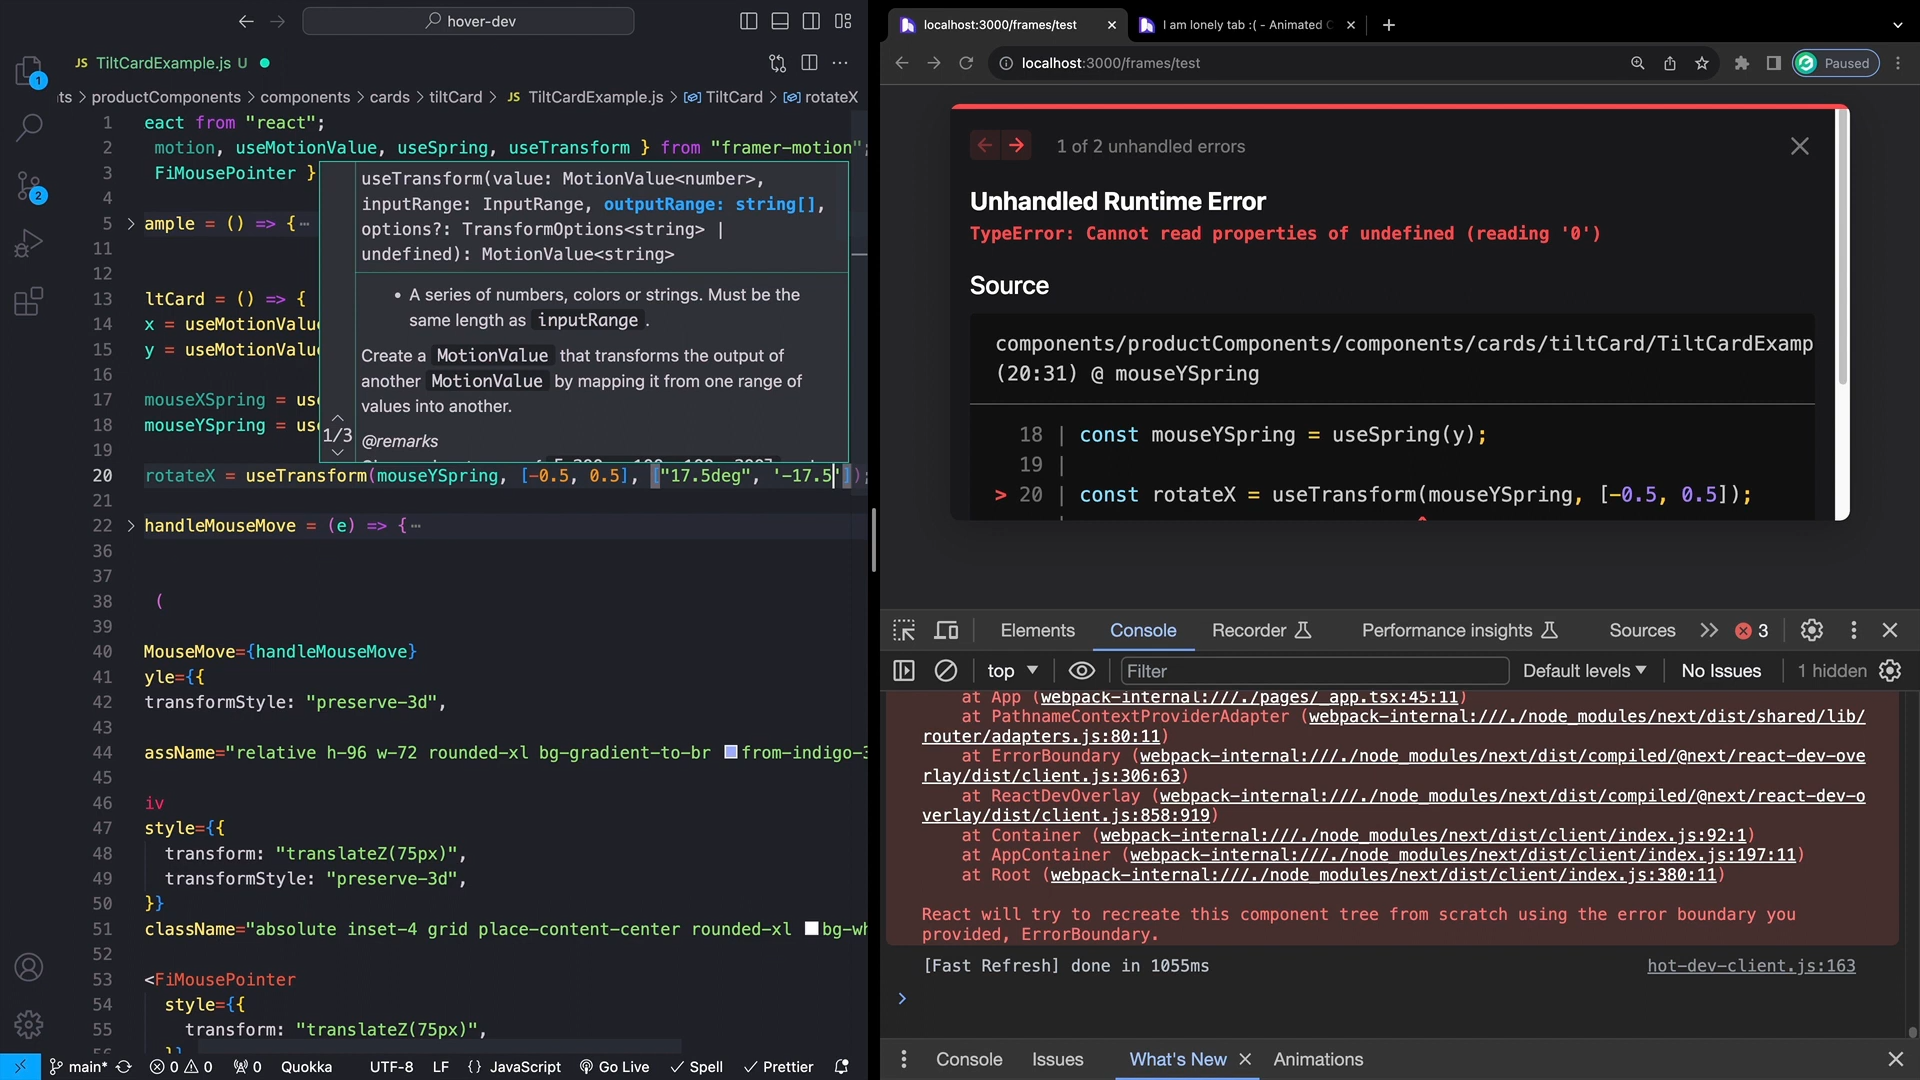 hover-dev
JS TiltCardExample.js U
ts > productComponents > components > cards > tiltCard > JS TiltCardExample.js > TiltCard > rotateX
1 eact from "react";
2 motion, useMotionValue, useSpring, useTransform } from "framer-motion";
3 FiMousePointer }
4
5 ample = () => {
11
12
13 ltCard = () => {
14 x = useMotionValue
15 y = useMotionValu
16
17 mouseXSpring = us
18 mouseYSpring = us
19
20 rotateX = useTransform(mouseYSpring, [-0.5, 0.5], ["17.5deg", '-17.5']);
21
22 handleMouseMove = (e) => {
36
37
38 (
39
40 MouseMove={handleMouseMove}
41 yle={{
42 transformStyle: "preserve-3d",
43
44 assName="relative h-96 w-72 rounded-xl bg-gradient-to-br from-indigo-3
45
46 iv
47 style={{
48 transform: "translateZ(75px)",
49 transformStyle: "preserve-3d",
50 }}
51 className="absolute inset-4 grid place-content-center rounded-xl bg-wh
52
53 <FiMousePointer
54 style={{
55 transform: "translateZ(75px)",
useTransform(value: MotionValue<number>,
inputRange: InputRange, outputRange: string[],
options?: TransformOptions<string> |
undefined): MotionValue<string>
• A series of numbers, colors or strings. Must be the
same length as inputRange.
Create a MotionValue that transforms the output of
another MotionValue by mapping it from one range of
values into another.
1/3
@remarks
1
2
main* 0 0 0 Quokka UTF-8 LF {} JavaScript Go Live Spell Prettier
localhost:3000/frames/test
I am lonely tab :( - Animated
localhost:3000/frames/test
Paused
1 of 2 unhandled errors
Unhandled Runtime Error
TypeError: Cannot read properties of undefined (reading '0')
Source
components/productComponents/components/cards/tiltCard/TiltCardExamp
(20:31) @ mouseYSpring
18 | const mouseYSpring = useSpring(y);
19 |
> 20 | const rotateX = useTransform(mouseYSpring, [-0.5, 0.5]);
Elements Console Recorder Performance insights Sources 3
top Filter Default levels No Issues 1 hidden
at App (webpack-internal:///./pages/_app.tsx:45:11)
at PathnameContextProviderAdapter (webpack-internal:///./node_modules/next/dist/shared/lib/
router/adapters.js:80:11)
at ErrorBoundary (webpack-internal:///./node_modules/next/dist/compiled/@next/react-dev-ove
rlay/dist/client.js:306:63)
at ReactDevOverlay (webpack-internal:///./node_modules/next/dist/compiled/@next/react-dev-o
verlay/dist/client.js:858:919)
at Container (webpack-internal:///./node_modules/next/dist/client/index.js:92:1)
at AppContainer (webpack-internal:///./node_modules/next/dist/client/index.js:197:11)
at Root (webpack-internal:///./node_modules/next/dist/client/index.js:380:11)
React will try to recreate this component tree from scratch using the error boundary you
provided, ErrorBoundary.
[Fast Refresh] done in 1055ms hot-dev-client.js:163
Console Issues What's New Animations